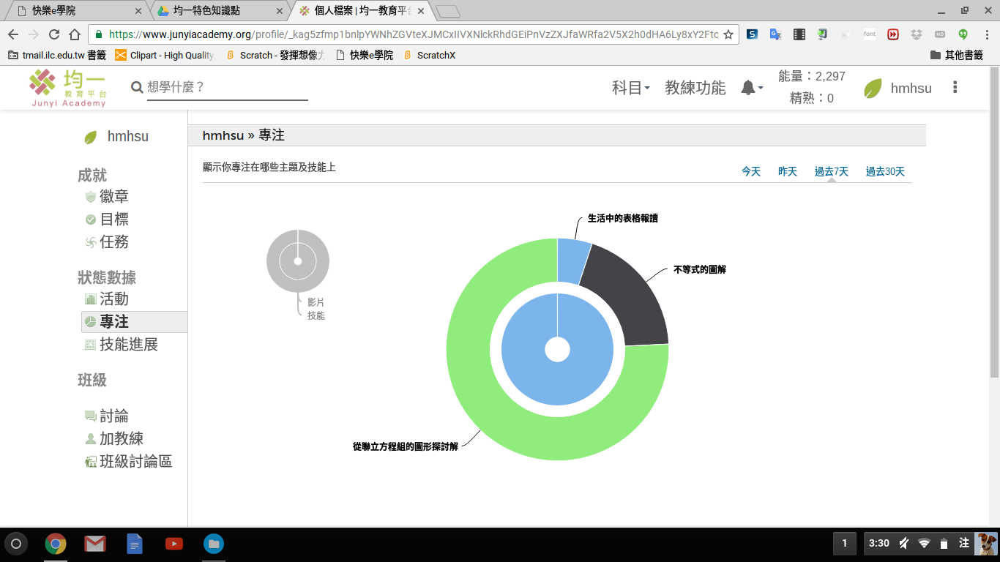 快樂e學院
均一特色知識點
個人檔案 | 均一教育平台
https://www.junyiacademy.org/profile/_kag5zfmp1bnlpYWNhZGVteXJMCxIIVXNlckRhdGEiPnVzZXJfaWRfa2V5X2h0dHA6Ly8xY2Ftc
tmail.ilc.edu.tw 書籤
Clipart - High Quality
Scratch - 發揮想像力
快樂e學院
ScratchX
其他書籤
均一
教育平台
Junyi Academy
想學什麼？
科目
教練功能
能量：2,297
精熟：0
hmhsu
hmhsu
成就
徽章
目標
任務
狀態數據
活動
專注
技能進展
班級
討論
加教練
班級討論區
hmhsu » 專注
顯示你專注在哪些主題及技能上
今天 昨天 過去7天 過去30天
影片
技能
生活中的表格報讀
不等式的圖解
從聯立方程組的圖形探討解
1
3:30
注